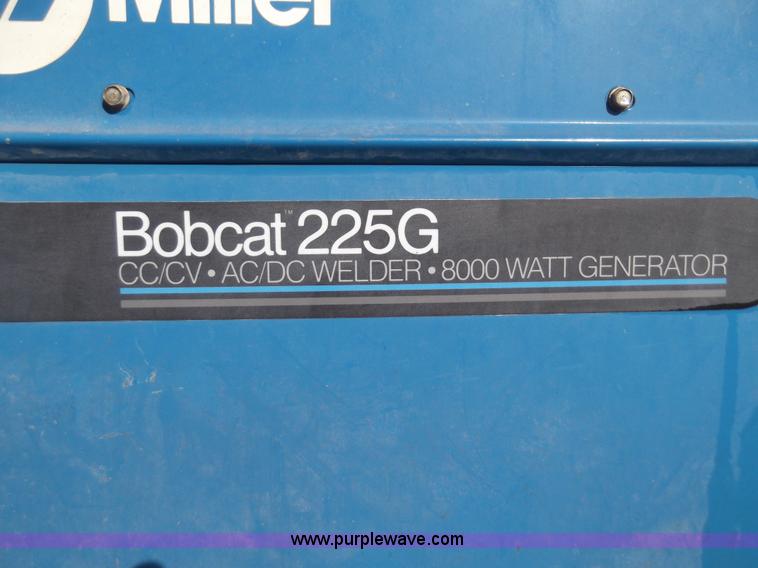 Miller
Bobcat™ 225G
CC/CV • AC/DC WELDER • 8000 WATT GENERATOR
www.purplewave.com